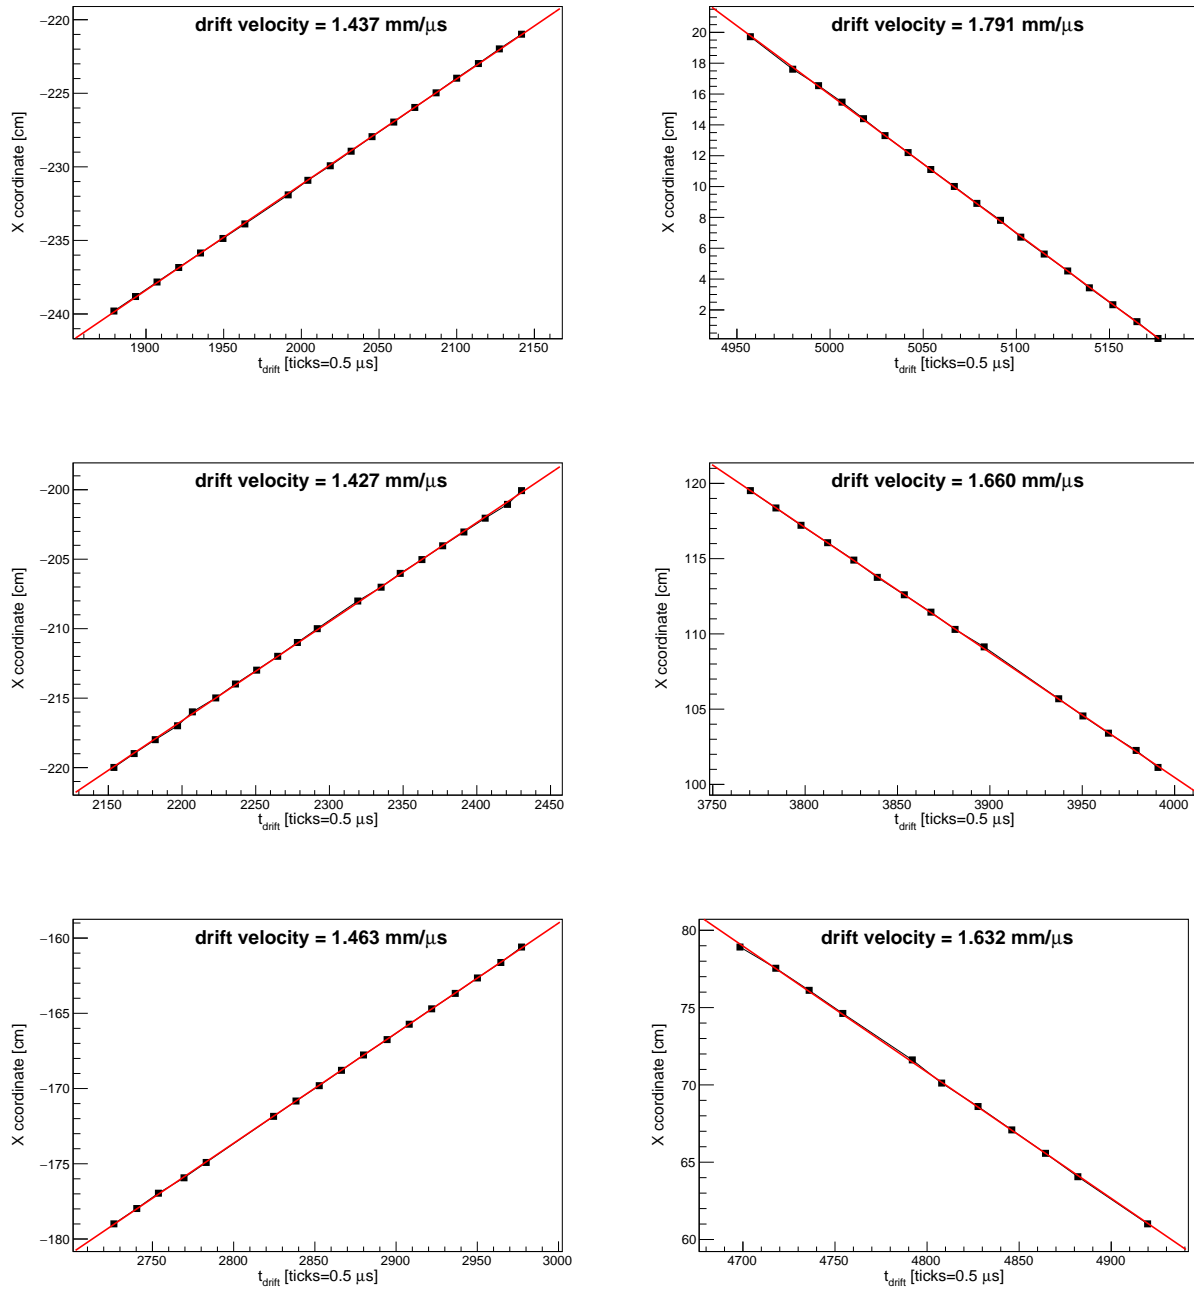 drift velocity = 1.437 mm/μs
X ccoordinate [cm]
−220
−225
−230
−235
−240
1900 1950 2000 2050 2100 2150
t_drift [ticks=0.5 μs]
drift velocity = 1.791 mm/μs
X ccoordinate [cm]
20
18
16
14
12
10
8
6
4
2
4950 5000 5050 5100 5150
t_drift [ticks=0.5 μs]
drift velocity = 1.427 mm/μs
X ccoordinate [cm]
−200
−205
−210
−215
−220
2150 2200 2250 2300 2350 2400 2450
t_drift [ticks=0.5 μs]
drift velocity = 1.660 mm/μs
X ccoordinate [cm]
120
115
110
105
100
3750 3800 3850 3900 3950 4000
t_drift [ticks=0.5 μs]
drift velocity = 1.463 mm/μs
X ccoordinate [cm]
−160
−165
−170
−175
−180
2750 2800 2850 2900 2950 3000
t_drift [ticks=0.5 μs]
drift velocity = 1.632 mm/μs
X ccoordinate [cm]
80
75
70
65
60
4700 4750 4800 4850 4900
t_drift [ticks=0.5 μs]